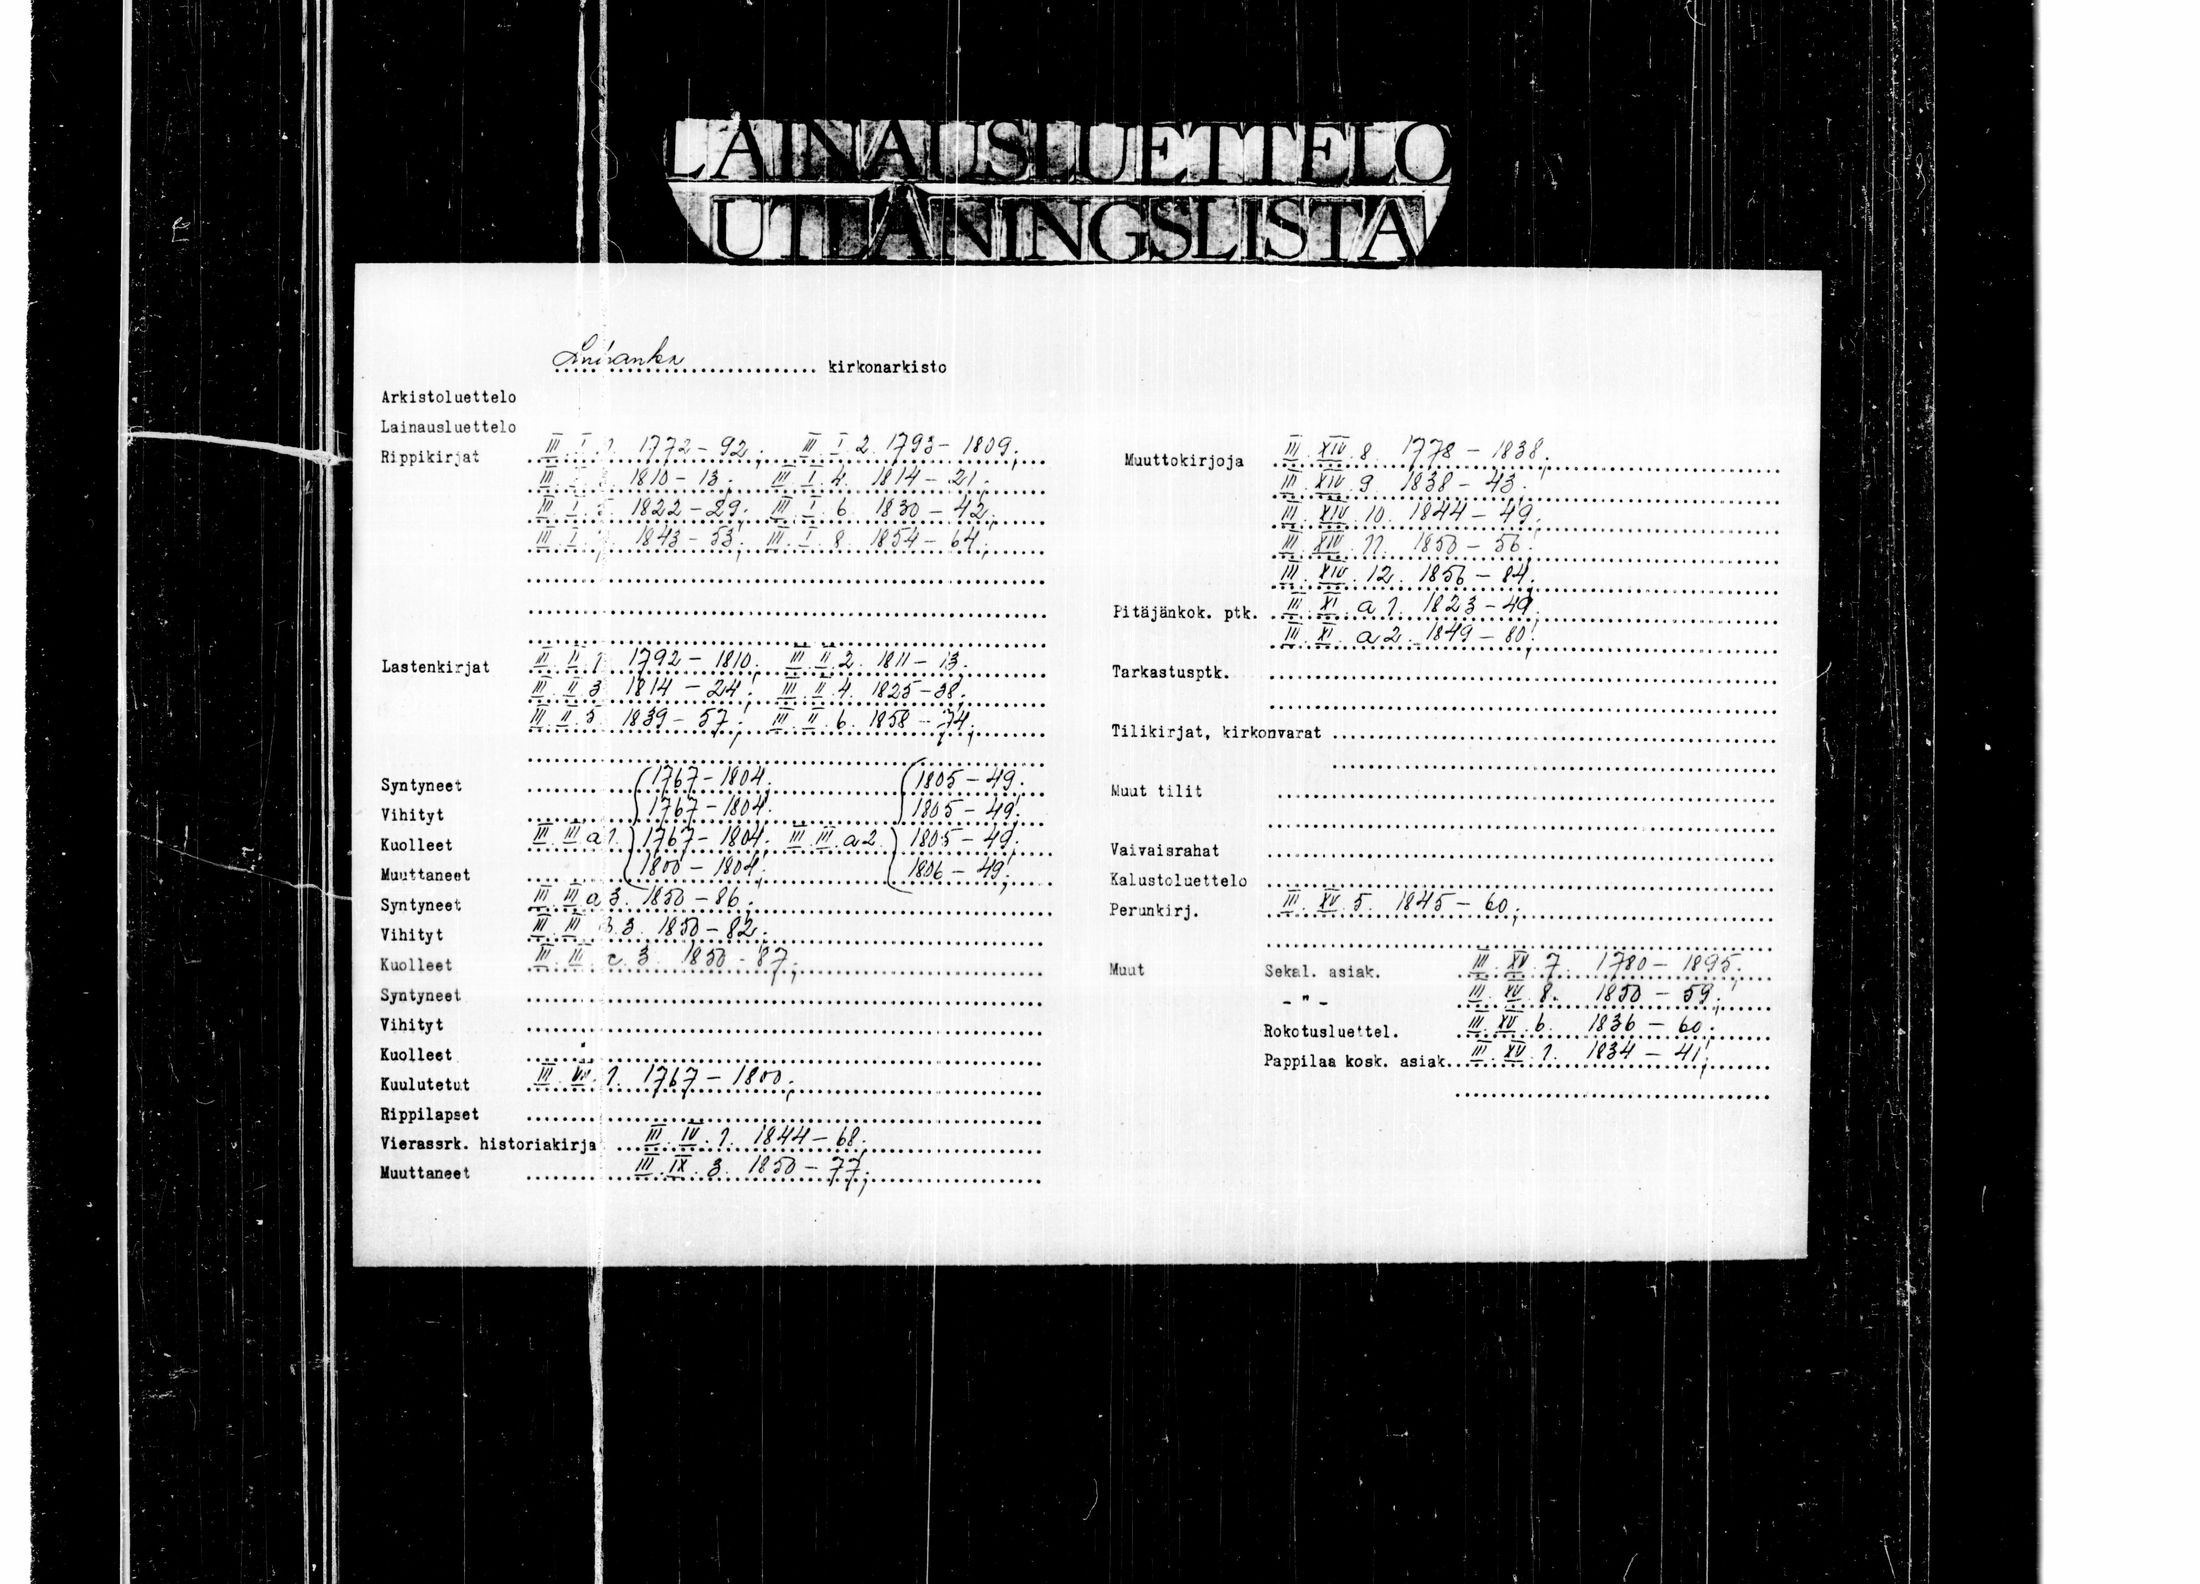 LAINAUSLUETTELO
UTLÅNINGSLISTA
kirkonarkisto
Arkistoluettelo
Lainausluettelo
Rippikirjat III. I. 1. 1772-92; III. I. 2. 1793-1809;
III. 1810-13; III. I. 4. 1814-21;
III. I. 1822-29; III. I. 6. 1830-42;
III. I. 1843-53; III. I. 8. 1854-64;
Lastenkirjat III. II. 1. 1792-1810; III. II. 2. 1811-13;
III. II. 3. 1814-24; III. II. 4. 1825-38;
III. II. 5. 1839-57; III. II. 6. 1858-74;
Syntyneet 1767-1804; 1805-49;
Vihityt 1767-1804; 1805-49;
Kuolleet III. III a 1. 1767-1804; III. III. a 2. 1805-49;
Muuttaneet 1800-1804; 1806-49;
Syntyneet III. III a 3. 1850-86;
Vihityt III. III 3. 1850-82;
Kuolleet III. III. c. 3. 1850-87;
Syntyneet
Vihityt
Kuolleet
Kuulutetut III. VII. 1. 1767-1800;
Rippilapset
Vierassrk. historiakirja III. IV. 1. 1844-68;
Muuttaneet III. IX. 3. 1850-77;
Muuttokirjoja III. XIV. 8. 1778-1838;
III. XIV. 9. 1838-43;
III. XIV. 10. 1844-49;
III. XIV. 11. 1850-56;
III. XIV. 12. 1856-84;
Pitäjänkok. ptk. III. XI. a 1. 1823-49;
III. XI. a 2. 1849-80;
Tarkastusptk.
Tilikirjat, kirkonvarat
Muut tilit
Vaivaisrahat
Kalustoluettelo
Perunkirj. III. XV. 5. 1845-60;
Muut Sekal. asiak. III. XV. 7. 1780-1895;
- " - III. XV. 8. 1850-59;
Rokotusluettel. III. XV. 6. 1836-60;
Pappilaa kosk. asiak. III. XV. 1. 1834-41;